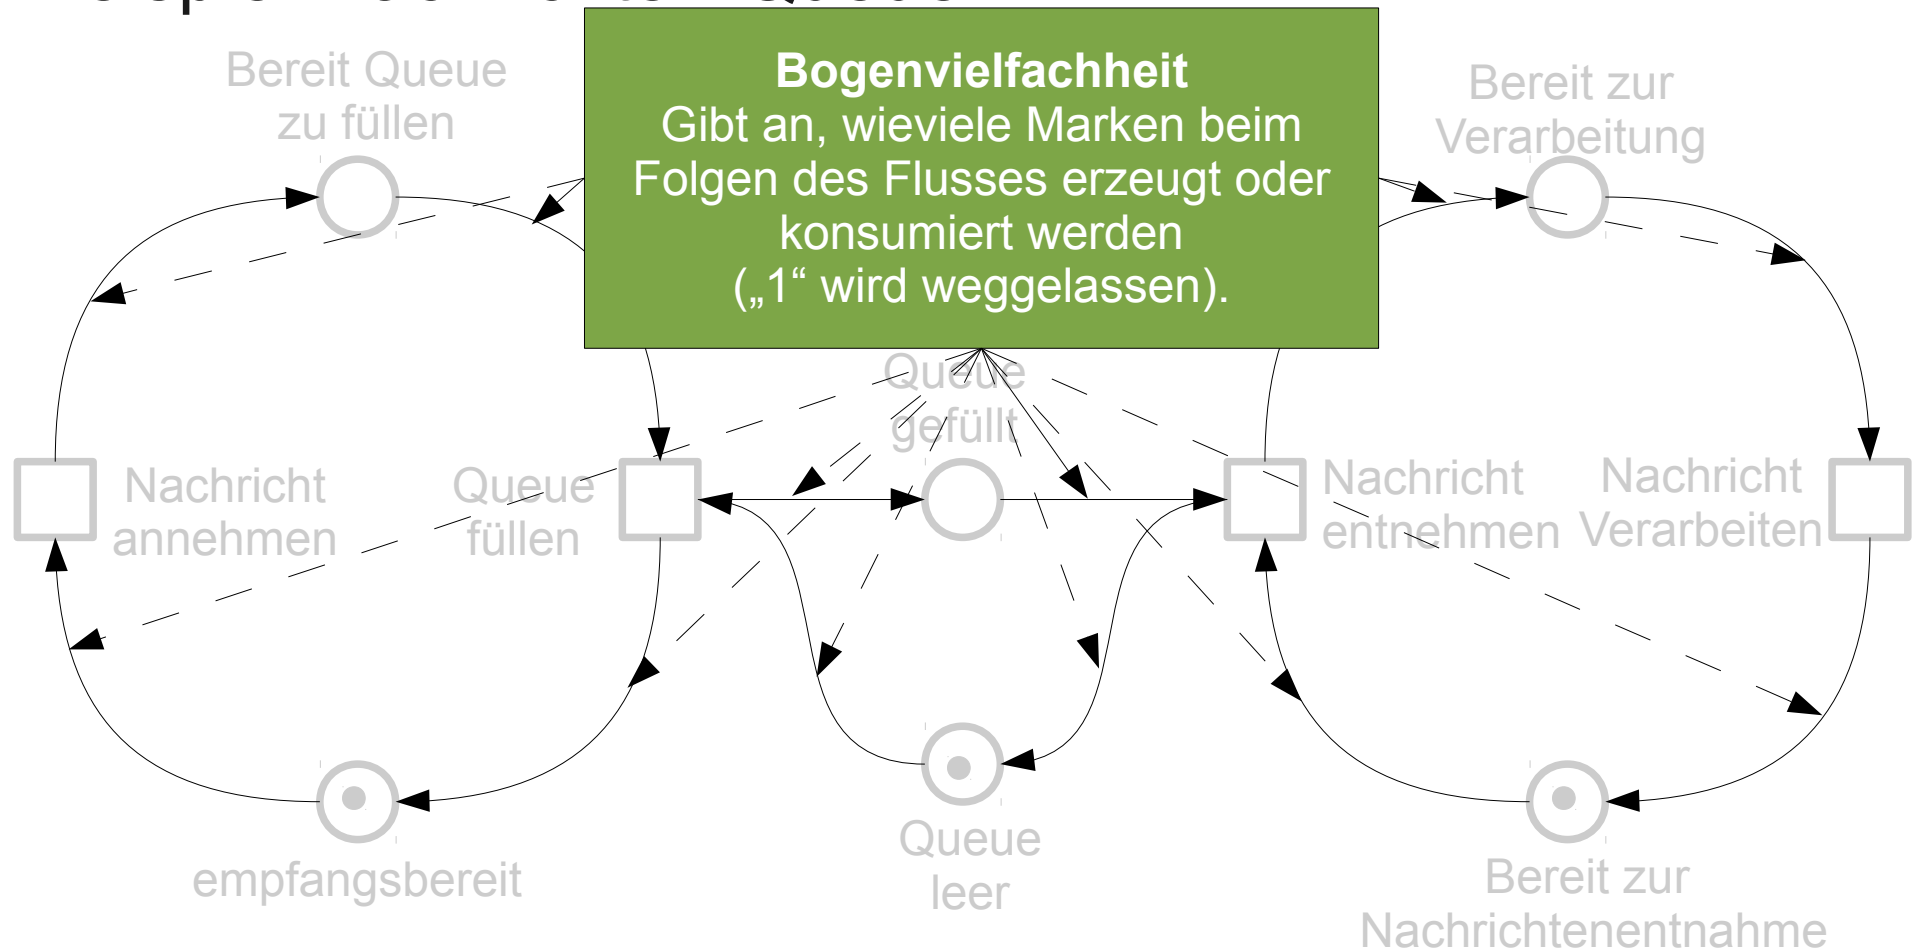 Bereit Queue
zu füllen
Bogenvielfachheit
Gibt an, wieviele Marken beim
Folgen des Flusses erzeugt oder
konsumiert werden
(„1“ wird weggelassen).
Bereit zur
Verarbeitung
Queue
gefüllt
Nachricht
annehmen
Queue
füllen
Nachricht
entnehmen
Nachricht
Verarbeiten
empfangsbereit
Queue
leer
Bereit zur
Nachrichtenentnahme